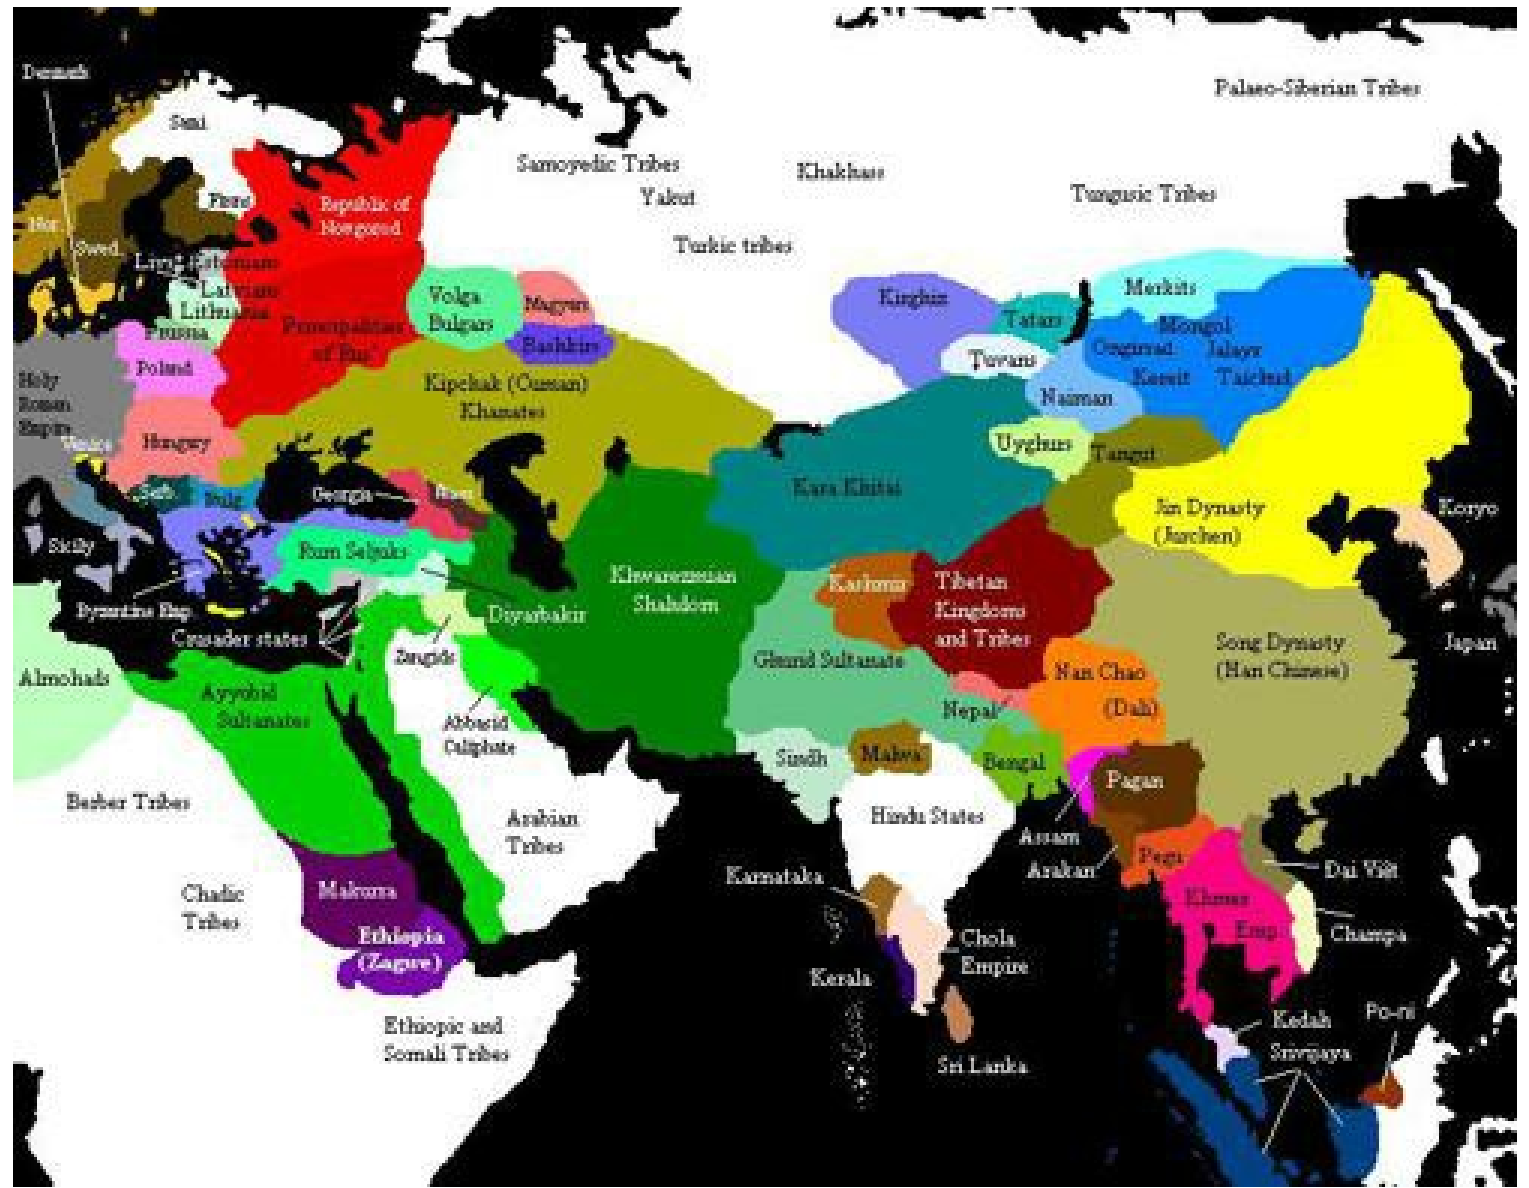 Denmark
Palaeo-Siberian Tribes
Sami
Samoyedic Tribes
Khakhass
Yakut
Tungusic Tribes
Finns
Republic of
Novgorod
Nor.
Swed.
Turkic tribes
Estonians
Latvians
Lithuania
Prussia
Volga
Bulgars
Magyars
Bashkirs
Kirghiz
Merkits
Tatars
Mongol
Principalities
of Rus'
Tuvans
Ongirrad
Jalayr
Kereit
Taichud
Poland
Holy
Roman
Empire
Kipchak (Cuman)
Khanates
Naiman
Venice
Hungary
Uyghurs
Tangut
Serb.
Bulg.
Georgia
Kara Khitai
Jin Dynasty
(Jurchen)
Koryo
Sicily
Rum Seljuks
Khwarezmian
Shahdom
Kashmir
Tibetan
Kingdoms
and Tribes
Byzantine Emp.
Diyarbakir
Crusader states
Zengids
Japan
Song Dynasty
(Han Chinese)
Almohads
Ayyobid
Sultanates
Ghurid Sultanate
Nan Chao
(Dali)
Abbasid
Caliphate
Nepal
Sindh
Malwa
Bengal
Pagan
Berber Tribes
Arabian
Tribes
Hindu States
Assam
Arakan
Pegu
Dai Viêt
Karnataka
Chadic
Tribes
Makuria
Khmer
Emp.
Champa
Ethiopia
(Zagwe)
Chola
Empire
Kerala
Ethiopic and
Somali Tribes
Sri Lanka
Kedah
Po-ni
Srivijaya